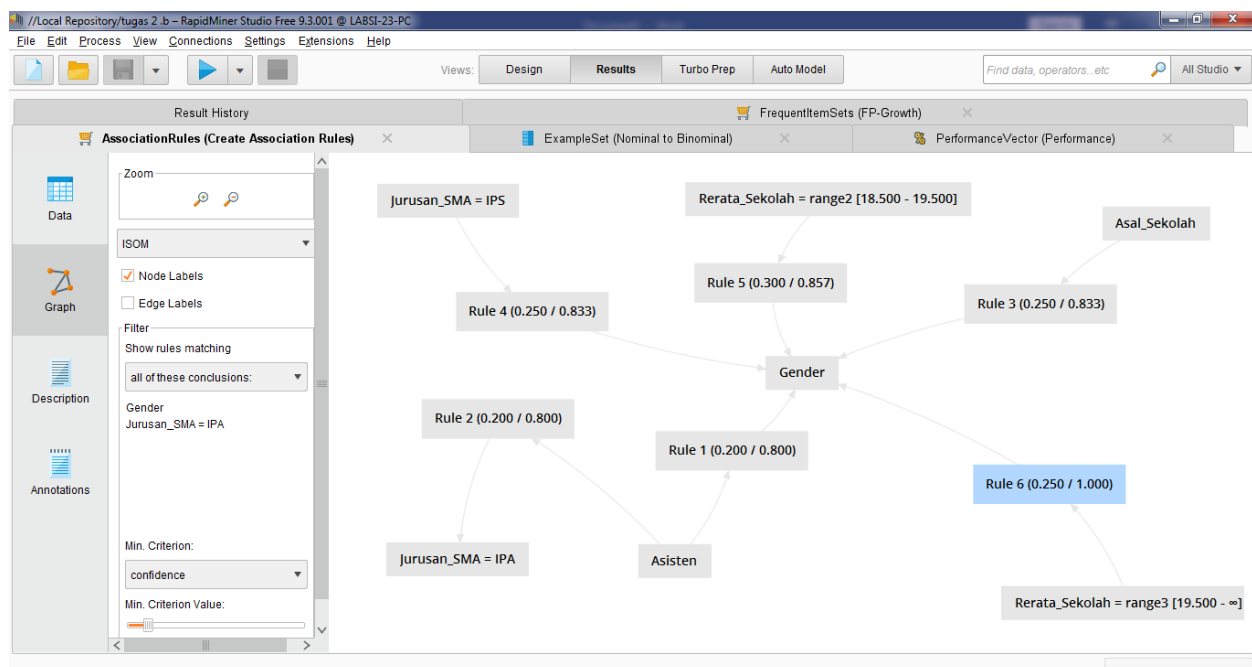 //Local Repository/tugas 2 .b – RapidMiner Studio Free 9.3.001 @ LABSI-23-PC
File Edit Process View Connections Settings Extensions Help
Views: Design Results Turbo Prep Auto Model Find data, operators...etc All Studio
Result History FrequentItemSets (FP-Growth)
AssociationRules (Create Association Rules) ExampleSet (Nominal to Binominal) PerformanceVector (Performance)
Data
Graph
Description
Annotations
Zoom
ISOM
Node Labels
Edge Labels
Filter
Show rules matching
all of these conclusions:
Gender
Jurusan_SMA = IPA
Min. Criterion:
confidence
Min. Criterion Value:
Jurusan_SMA = IPS
Rerata_Sekolah = range2 [18.500 - 19.500]
Asal_Sekolah
Rule 5 (0.300 / 0.857)
Rule 4 (0.250 / 0.833)
Rule 3 (0.250 / 0.833)
Gender
Rule 2 (0.200 / 0.800)
Rule 1 (0.200 / 0.800)
Rule 6 (0.250 / 1.000)
Jurusan_SMA = IPA
Asisten
Rerata_Sekolah = range3 [19.500 - ∞]